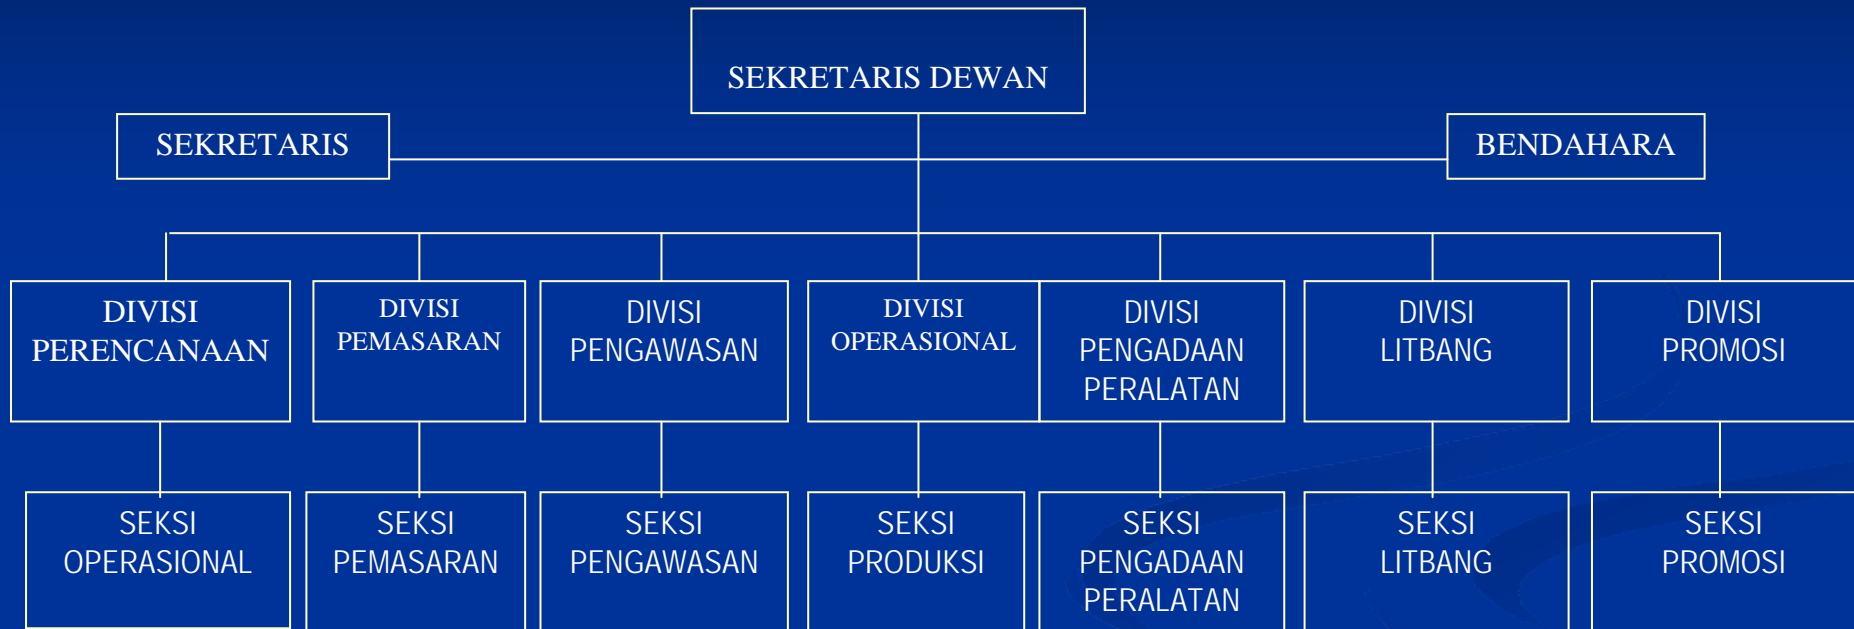 SEKRETARIS DEWAN
SEKRETARIS
BENDAHARA
DIVISI
PERENCANAAN
DIVISI
PEMASARAN
DIVISI
PENGAWASAN
DIVISI
OPERASIONAL
DIVISI
PENGADAAN
PERALATAN
DIVISI
LITBANG
DIVISI
PROMOSI
SEKSI
OPERASIONAL
SEKSI
PEMASARAN
SEKSI
PENGAWASAN
SEKSI
PRODUKSI
SEKSI
PENGADAAN
PERALATAN
SEKSI
LITBANG
SEKSI
PROMOSI